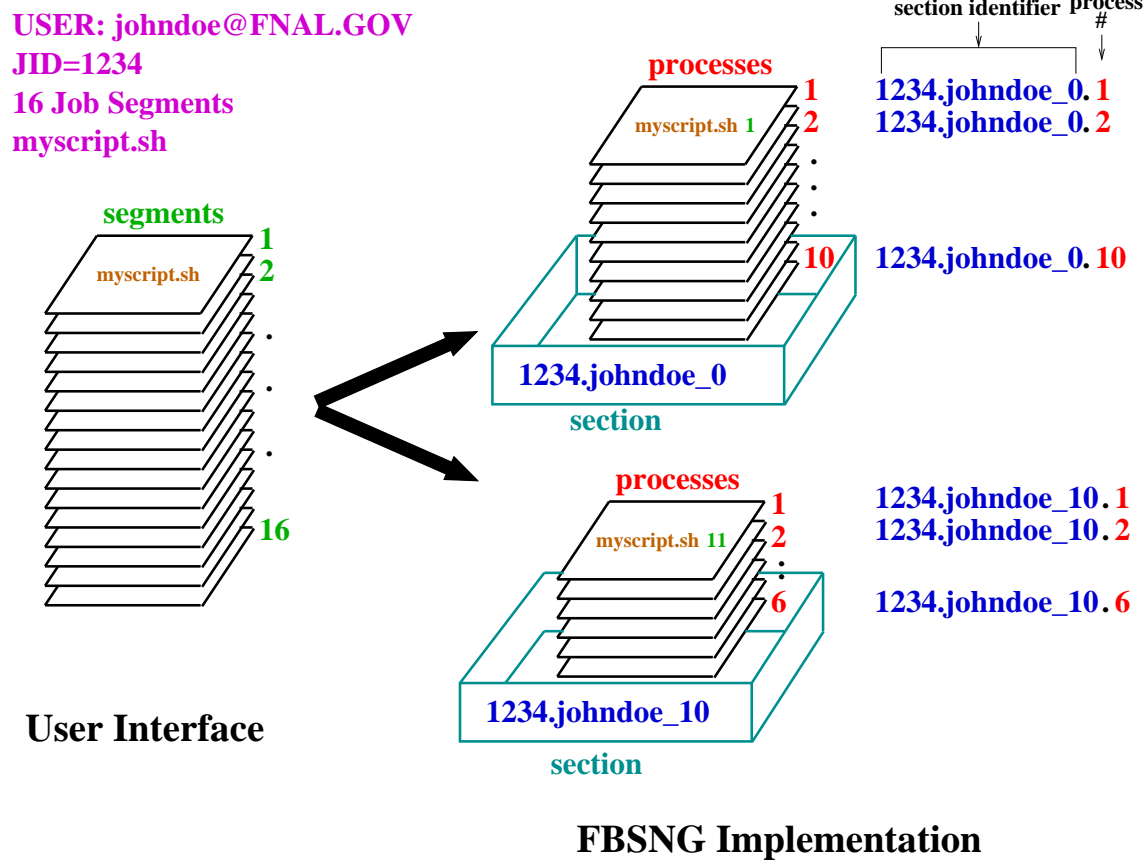 USER: johndoe@FNAL.GOV
JID=1234
16 Job Segments
myscript.sh
segments
myscript.sh
1
2
.
.
.
16
User Interface
section identifier
process
#
processes
myscript.sh 1
1
2
.
.
.
10
1234.johndoe_0.1
1234.johndoe_0.2
1234.johndoe_0.10
1234.johndoe_0
section
processes
myscript.sh 11
1
2
:
6
1234.johndoe_10.1
1234.johndoe_10.2
1234.johndoe_10.6
1234.johndoe_10
section
FBSNG Implementation